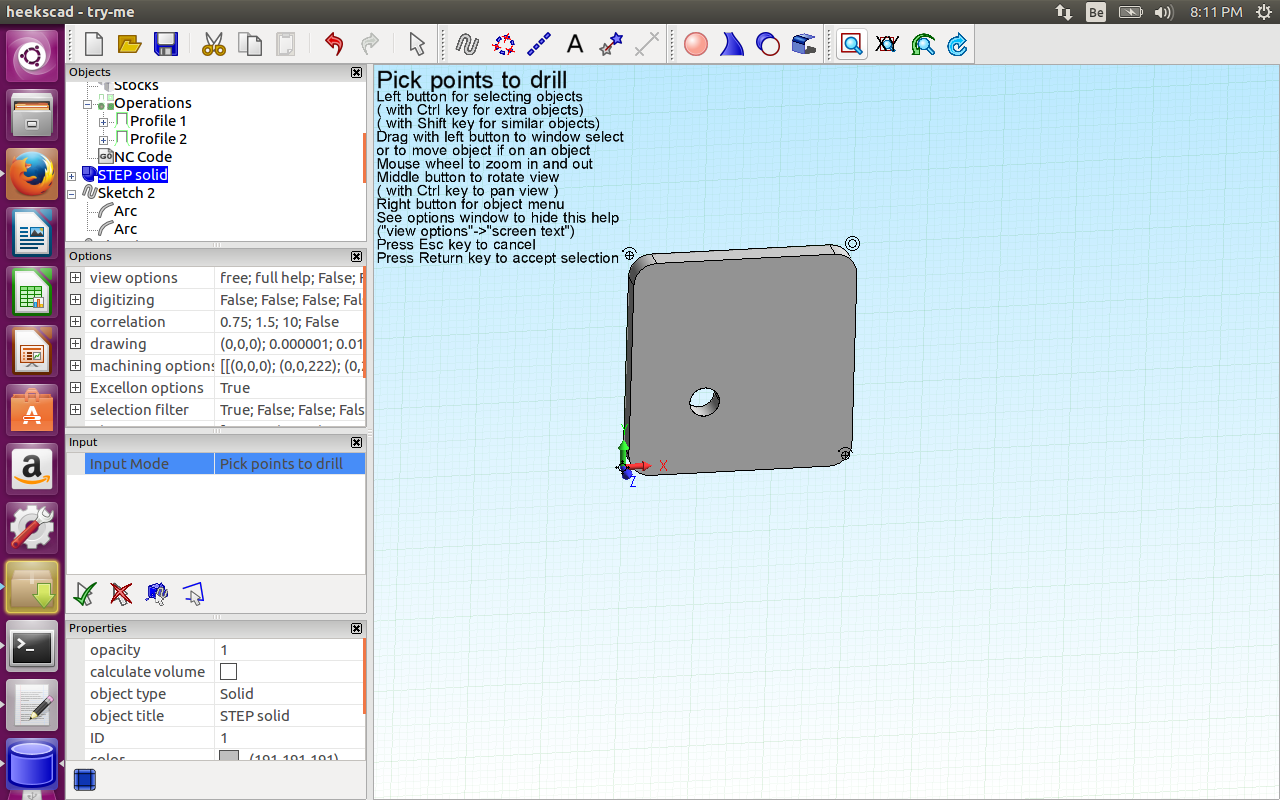 heekscad - try-me
Be
8:11 PM
A
Objects
Stocks
Operations
Profile 1
Profile 2
GO NC Code
STEP solid
Sketch 2
Arc
Arc
Options
view options free; full help; False; F
digitizing False; False; False; Fal
correlation 0.75; 1.5; 10; False
drawing (0,0,0); 0.000001; 0.01
machining options [[(0,0,0); (0,0,222); (0,
Excellon options True
selection filter True; False; False; Fals
Input
Input Mode Pick points to drill
Properties
opacity 1
calculate volume
object type Solid
object title STEP solid
ID 1
color (191,191,191)
Pick points to drill
Left button for selecting objects
( with Ctrl key for extra objects)
( with Shift key for similar objects)
Drag with left button to window select
or to move object if on an object
Mouse wheel to zoom in and out
Middle button to rotate view
( with Ctrl key to pan view )
Right button for object menu
See options window to hide this help
("view options"->"screen text")
Press Esc key to cancel
Press Return key to accept selection
Y
X
Z